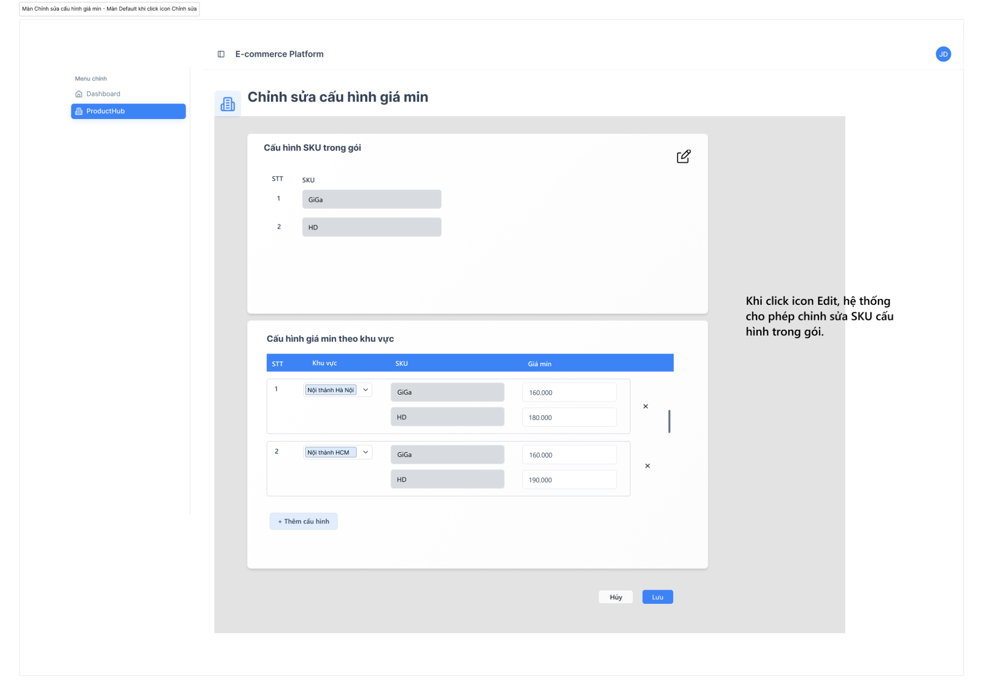 Màn Chỉnh sửa cấu hình giá min - Màn Default khi click icon Chỉnh sửa
E-commerce Platform
JD
Menu chính
Dashboard
ProductHub
Chỉnh sửa cấu hình giá min
Cấu hình SKU trong gói
STT SKU
1 GiGa
2 HD
Khi click icon Edit, hệ thống
cho phép chỉnh sửa SKU cấu
hình trong gói.
Cấu hình giá min theo khu vực
STT Khu vực SKU Giá min
1 Nội thành Hà Nội GiGa 160.000
HD 180.000
2 Nội thành HCM GiGa 160.000
HD 190.000
+ Thêm cấu hình
Hủy Lưu